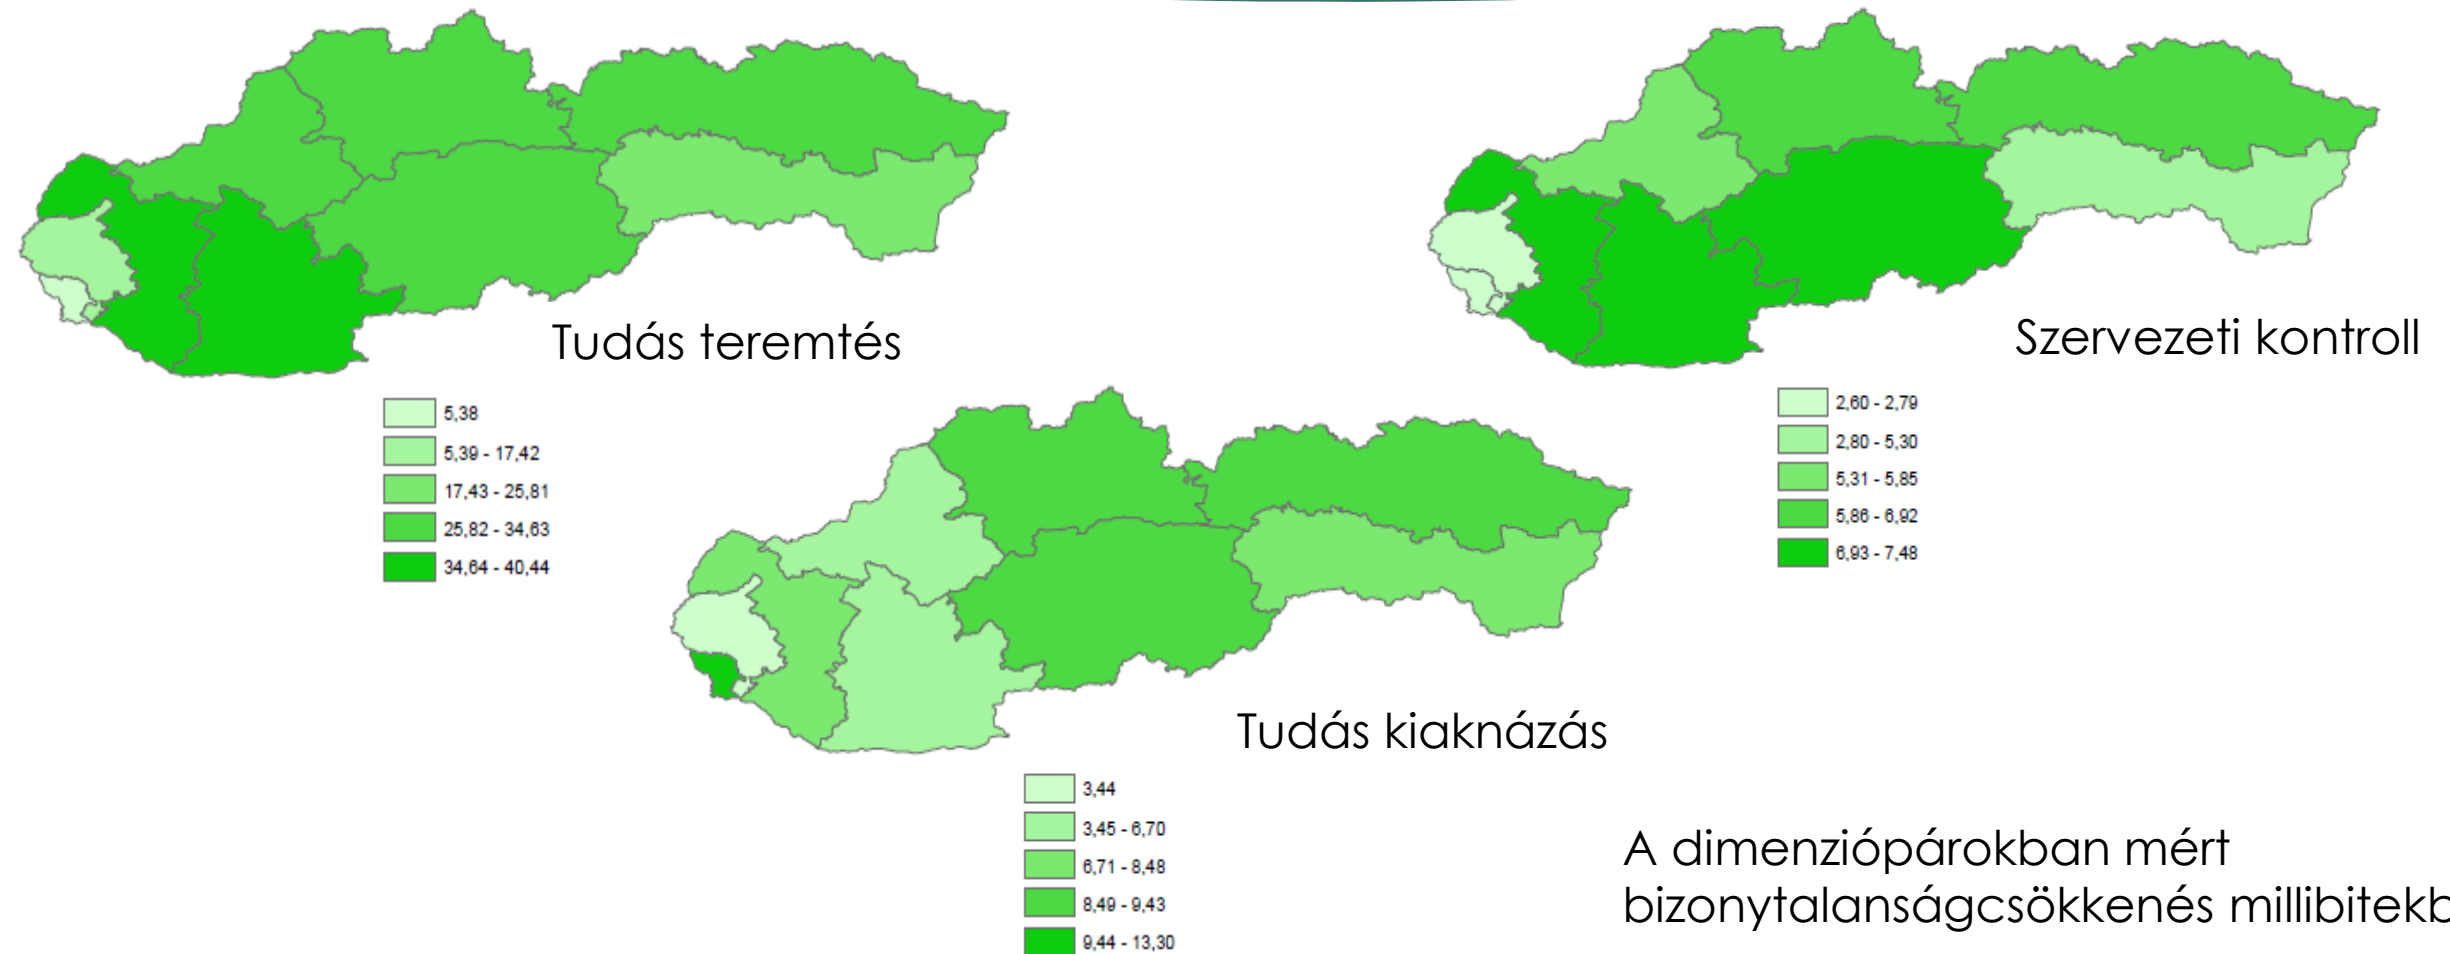 Tudás teremtés
5,38
5,39 - 17,42
17,43 - 25,81
25,82 - 34,63
34,64 - 40,44
Szervezeti kontroll
2,60 - 2,79
2,80 - 5,30
5,31 - 5,85
5,86 - 6,92
6,93 - 7,48
Tudás kiaknázás
3,44
3,45 - 6,70
6,71 - 8,48
8,49 - 9,43
9,44 - 13,30
A dimenziópárokban mért
bizonytalanságcsökkenés millibitekb